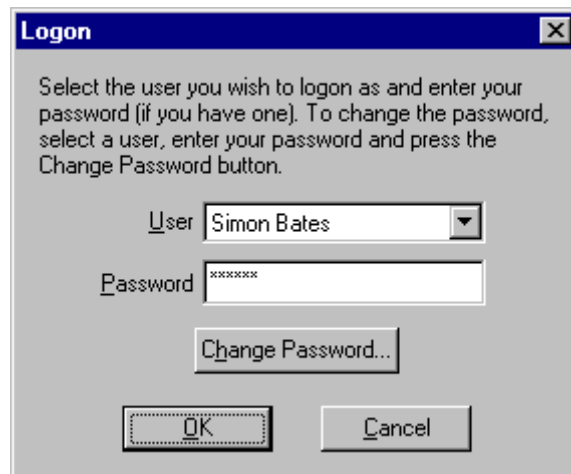 Logon
Select the user you wish to logon as and enter your
password (if you have one). To change the password,
select a user, enter your password and press the
Change Password button.
User Simon Bates
Password ******
Change Password...
OK Cancel